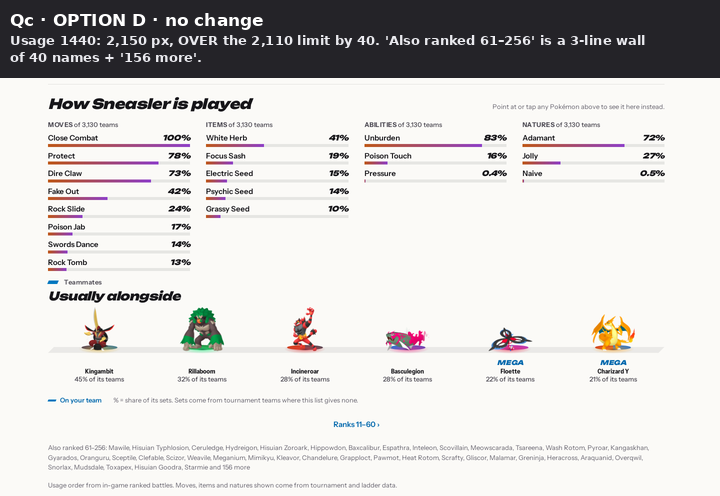 Qc · OPTION D · no change
Usage 1440: 2,150 px, OVER the 2,110 limit by 40. 'Also ranked 61–256' is a 3-line wall
of 40 names + '156 more'.
How Sneasler is played
Point at or tap any Pokémon above to see it here instead.
MOVES of 3,130 teams
Close Combat 100%
Protect 78%
Dire Claw 73%
Fake Out 42%
Rock Slide 24%
Poison Jab 17%
Swords Dance 14%
Rock Tomb 13%
ITEMS of 3,130 teams
White Herb 41%
Focus Sash 19%
Electric Seed 15%
Psychic Seed 14%
Grassy Seed 10%
ABILITIES of 3,130 teams
Unburden 83%
Poison Touch 16%
Pressure 0.4%
NATURES of 3,130 teams
Adamant 72%
Jolly 27%
Naive 0.5%
Teammates
Usually alongside
Kingambit
45% of its teams
Rillaboom
32% of its teams
Incineroar
28% of its teams
Basculegion
28% of its teams
MEGA
Floette
22% of its teams
MEGA
Charizard Y
21% of its teams
On your team
% = share of its sets. Sets come from tournament teams where this list gives none.
Ranks 11–60 ›
Also ranked 61–256: Mawile, Hisuian Typhlosion, Ceruledge, Hydreigon, Hisuian Zoroark, Hippowdon, Baxcalibur, Espathra, Inteleon, Scovillain, Meowscarada, Tsareena, Wash Rotom, Pyroar, Kangaskhan,
Gyarados, Oranguru, Sceptile, Clefable, Scizor, Weavile, Meganium, Mimikyu, Kleavor, Chandelure, Grapploct, Pawmot, Heat Rotom, Scrafty, Gliscor, Malamar, Greninja, Heracross, Araquanid, Overqwil,
Snorlax, Mudsdale, Toxapex, Hisuian Goodra, Starmie and 156 more
Usage order from in-game ranked battles. Moves, items and natures shown come from tournament and ladder data.